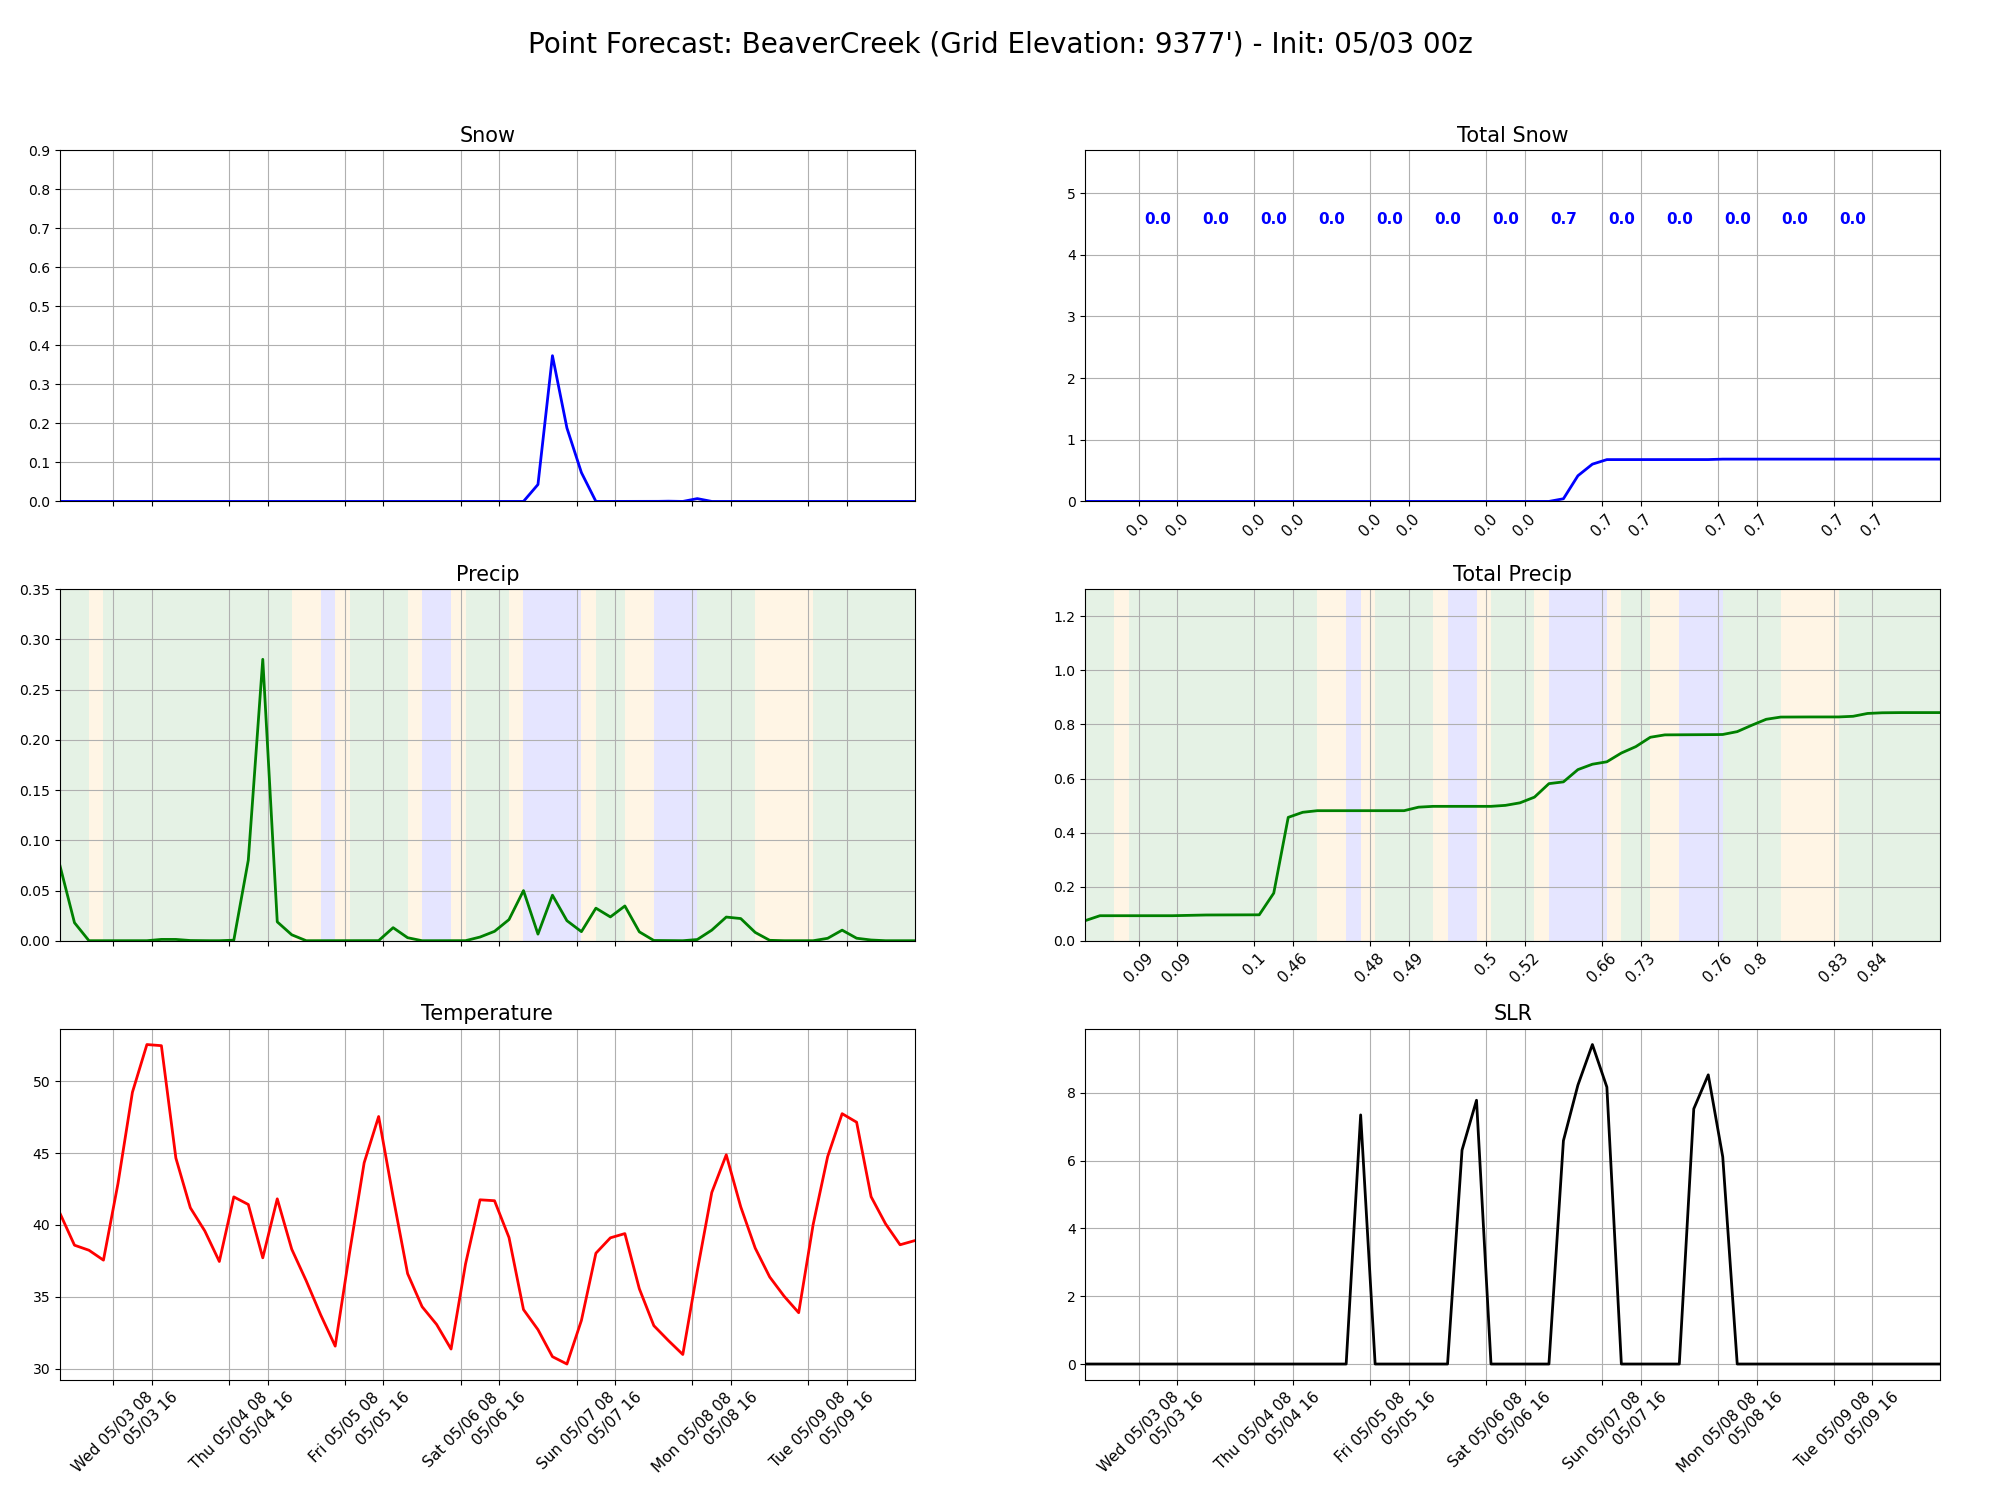 Point Forecast: BeaverCreek (Grid Elevation: 9377') - Init: 05/03 00z
Snow
0.9
0.8
0.7
0.6
0.5
0.4
0.3
0.2
0.1
0.0
Total Snow
5
4
3
2
1
0
0.0 0.0 0.0 0.0 0.0 0.0 0.0 0.7 0.0 0.0 0.0 0.0 0.0
0.0 0.0 0.0 0.0 0.0 0.0 0.0 0.0 0.7 0.7 0.7 0.7 0.7 0.7
Precip
0.35
0.30
0.25
0.20
0.15
0.10
0.05
0.00
Total Precip
1.2
1.0
0.8
0.6
0.4
0.2
0.0
0.09 0.09 0.1 0.46 0.48 0.49 0.5 0.52 0.66 0.73 0.76 0.8 0.83 0.84
Temperature
50
45
40
35
30
Wed 05/03 08
05/03 16
Thu 05/04 08
05/04 16
Fri 05/05 08
05/05 16
Sat 05/06 08
05/06 16
Sun 05/07 08
05/07 16
Mon 05/08 08
05/08 16
Tue 05/09 08
05/09 16
SLR
8
6
4
2
0
Wed 05/03 08
05/03 16
Thu 05/04 08
05/04 16
Fri 05/05 08
05/05 16
Sat 05/06 08
05/06 16
Sun 05/07 08
05/07 16
Mon 05/08 08
05/08 16
Tue 05/09 08
05/09 16